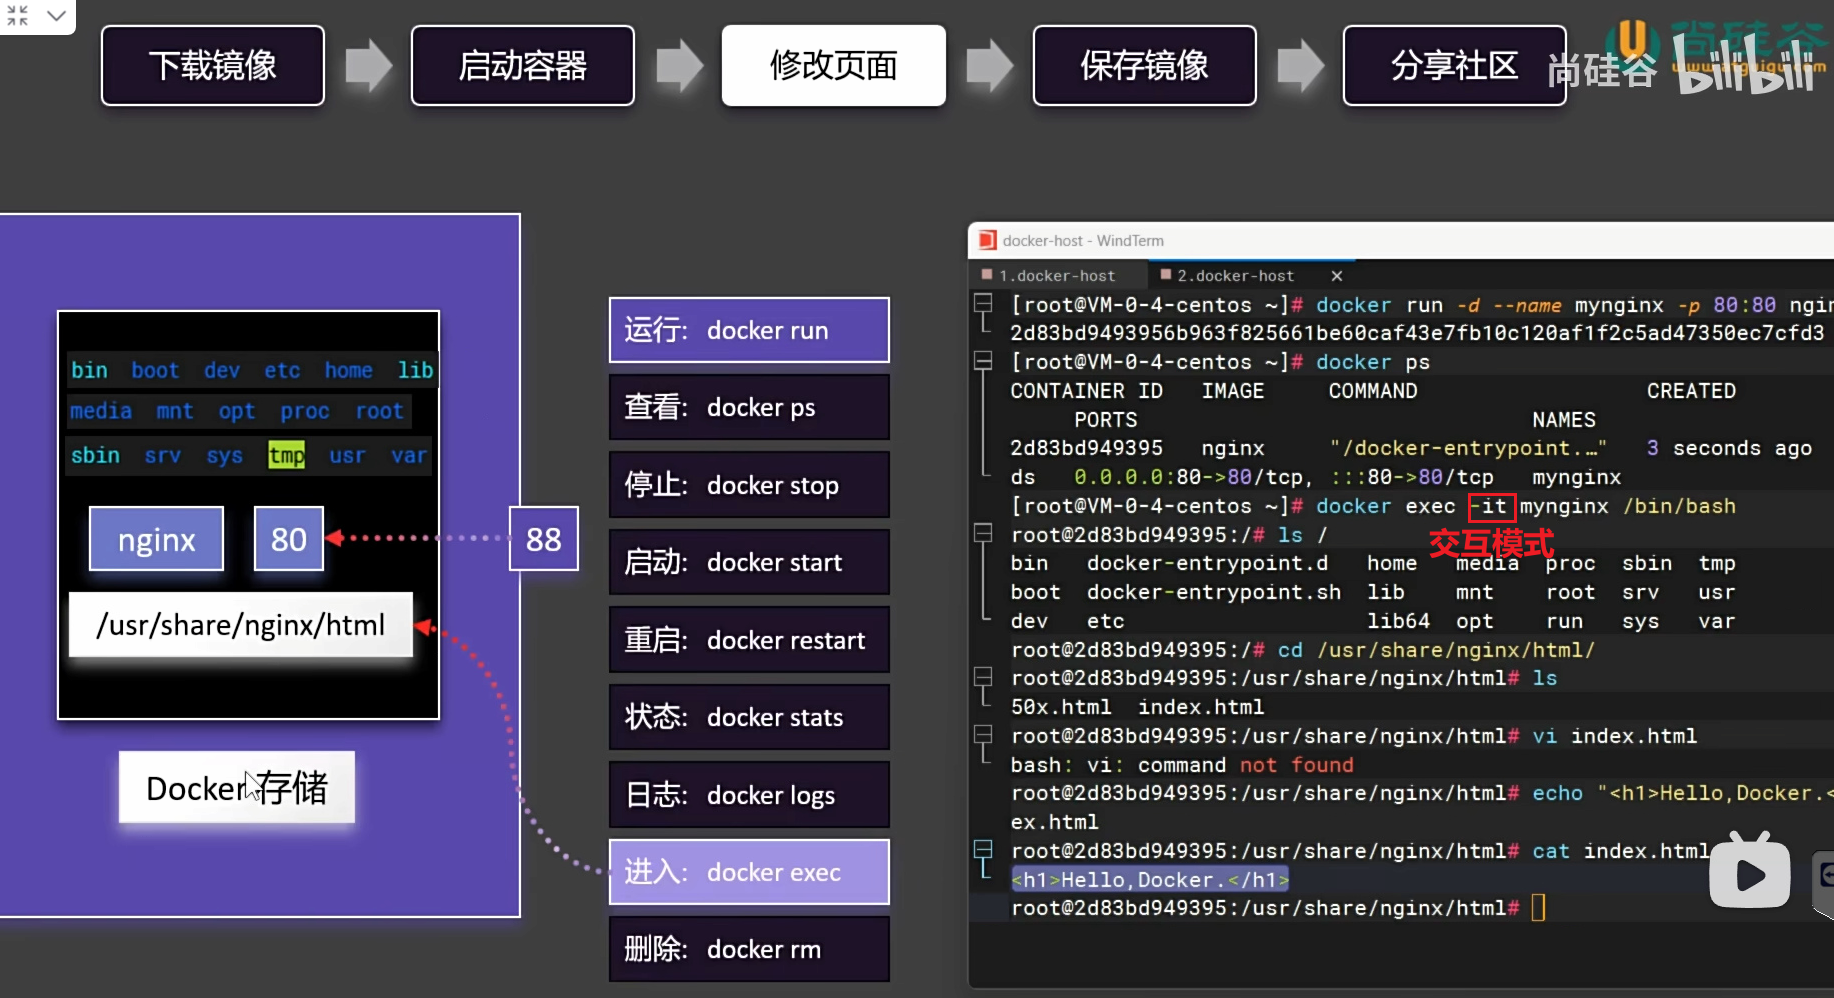 下载镜像
启动容器
修改页面
保存镜像
分享社区
尚硅谷
尚硅谷 bilibili
bin boot dev etc home lib
media mnt opt proc root
sbin srv sys tmp usr var
nginx
80
88
/usr/share/nginx/html
Docker 存储
运行: docker run
查看: docker ps
停止: docker stop
启动: docker start
重启: docker restart
状态: docker stats
日志: docker logs
进入: docker exec
删除: docker rm
docker-host - WindTerm
1.docker-host
2.docker-host
[root@VM-0-4-centos ~]# docker run -d --name mynginx -p 80:80 ngin
2d83bd9493956b963f825661be60caf43e7fb10c120af1f2c5ad47350ec7cfd3
[root@VM-0-4-centos ~]# docker ps
CONTAINER ID IMAGE COMMAND CREATED
PORTS NAMES
2d83bd949395 nginx "/docker-entrypoint.…" 3 seconds ago
ds 0.0.0.0:80->80/tcp, :::80->80/tcp mynginx
[root@VM-0-4-centos ~]# docker exec -it mynginx /bin/bash
交互模式
root@2d83bd949395:/# ls /
bin docker-entrypoint.d home media proc sbin tmp
boot docker-entrypoint.sh lib mnt root srv usr
dev etc lib64 opt run sys var
root@2d83bd949395:/# cd /usr/share/nginx/html/
root@2d83bd949395:/usr/share/nginx/html# ls
50x.html index.html
root@2d83bd949395:/usr/share/nginx/html# vi index.html
bash: vi: command not found
root@2d83bd949395:/usr/share/nginx/html# echo "<h1>Hello,Docker.<
ex.html
root@2d83bd949395:/usr/share/nginx/html# cat index.html
<h1>Hello,Docker.</h1>
root@2d83bd949395:/usr/share/nginx/html#